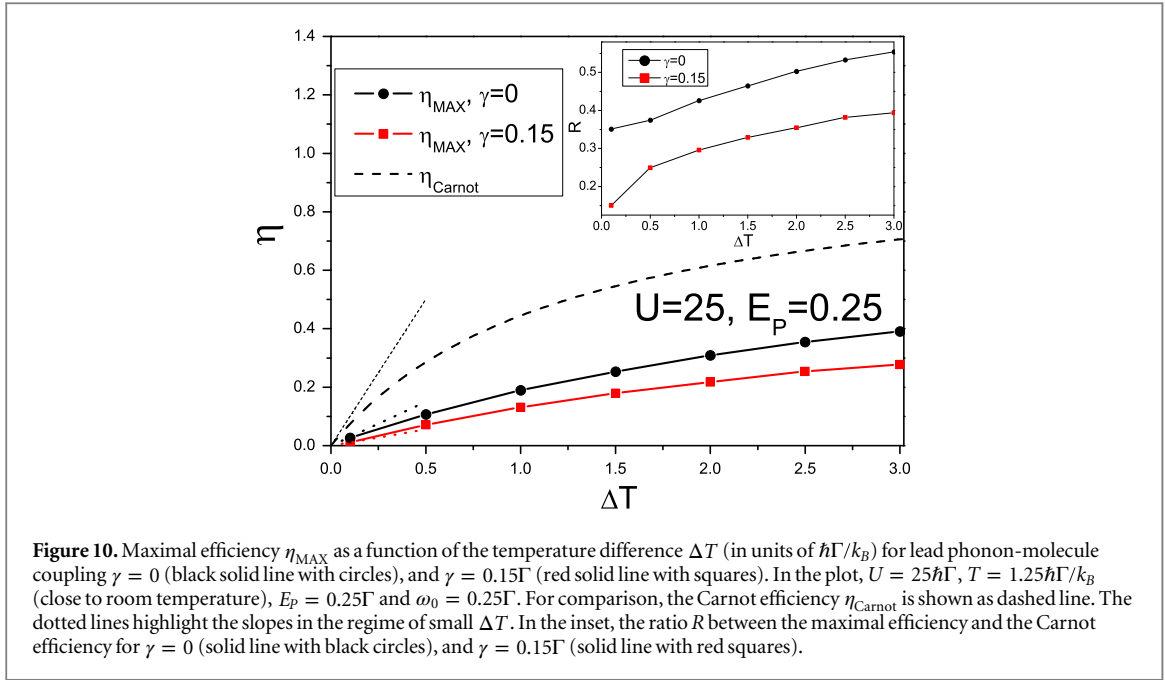 1.4
1.2
1.0
0.8
0.6
0.4
0.2
0.0
η
η_MAX, γ=0
η_MAX, γ=0.15
η_Carnot
γ=0
γ=0.15
0.5
0.4
0.3
0.2
R
0.0 0.5 1.0 1.5 2.0 2.5 3.0
ΔT
U=25, E_P=0.25
0.0 0.5 1.0 1.5 2.0 2.5 3.0
ΔT
Figure 10. Maximal efficiency η_MAX as a function of the temperature difference ΔT (in units of ℏΓ/k_B) for lead phonon-molecule
coupling γ = 0 (black solid line with circles), and γ = 0.15Γ (red solid line with squares). In the plot, U = 25ℏΓ, T = 1.25ℏΓ/k_B
(close to room temperature), E_P = 0.25Γ and ω_0 = 0.25Γ. For comparison, the Carnot efficiency η_Carnot is shown as dashed line. The
dotted lines highlight the slopes in the regime of small ΔT. In the inset, the ratio R between the maximal efficiency and the Carnot
efficiency for γ = 0 (solid line with black circles), and γ = 0.15Γ (solid line with red squares).